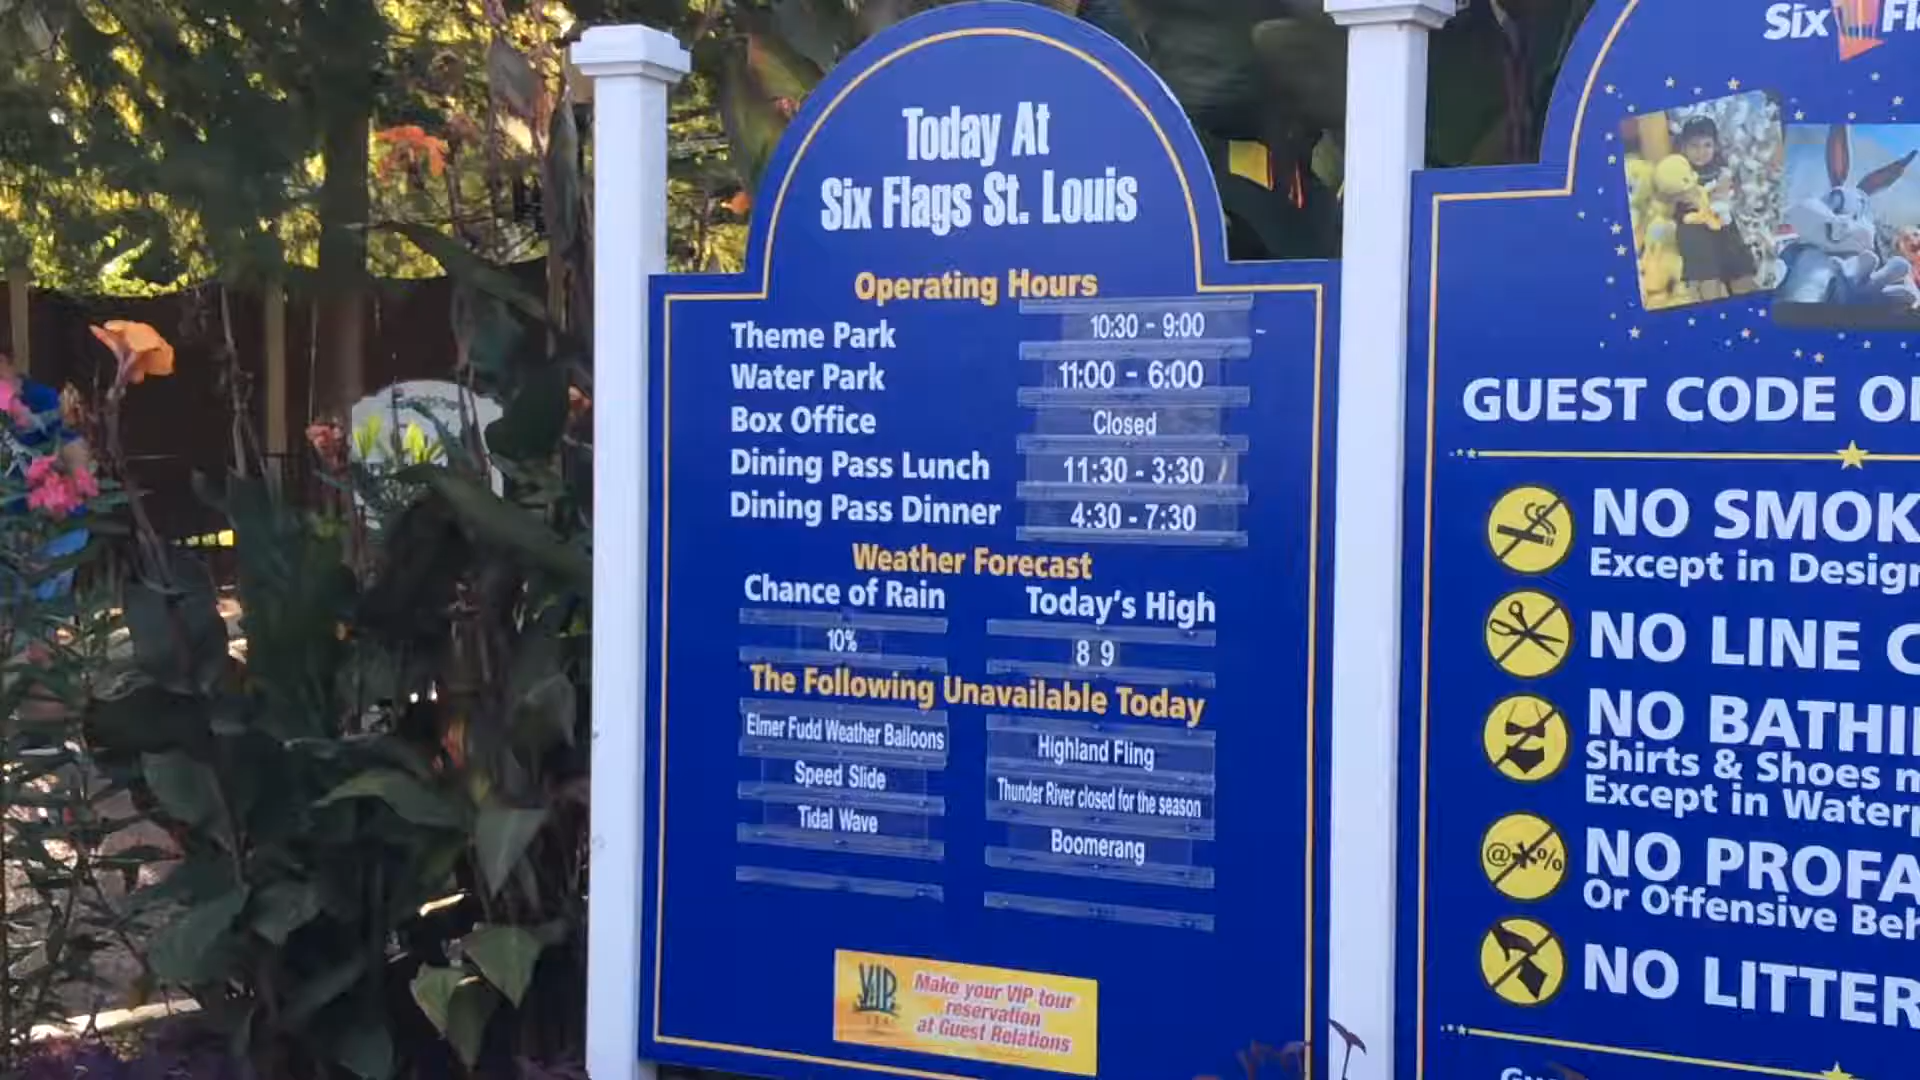 Today At
Six Flags St. Louis
Operating Hours
Theme Park 10:30 - 9:00
Water Park 11:00 - 6:00
Box Office Closed
Dining Pass Lunch 11:30 - 3:30
Dining Pass Dinner 4:30 - 7:30
Weather Forecast
Chance of Rain Today's High
10% 89
The Following Unavailable Today
Elmer Fudd Weather Balloons Highland Fling
Speed Slide Thunder River closed for the season
Tidal Wave Boomerang
VIP
Make your VIP tour
reservation
at Guest Relations
Six Fl
GUEST CODE O
NO SMOK
Except in Design
NO LINE C
NO BATHI
Shirts & Shoes m
Except in Waterp
@*%
NO PROFA
Or Offensive Beh
NO LITTER
Gu